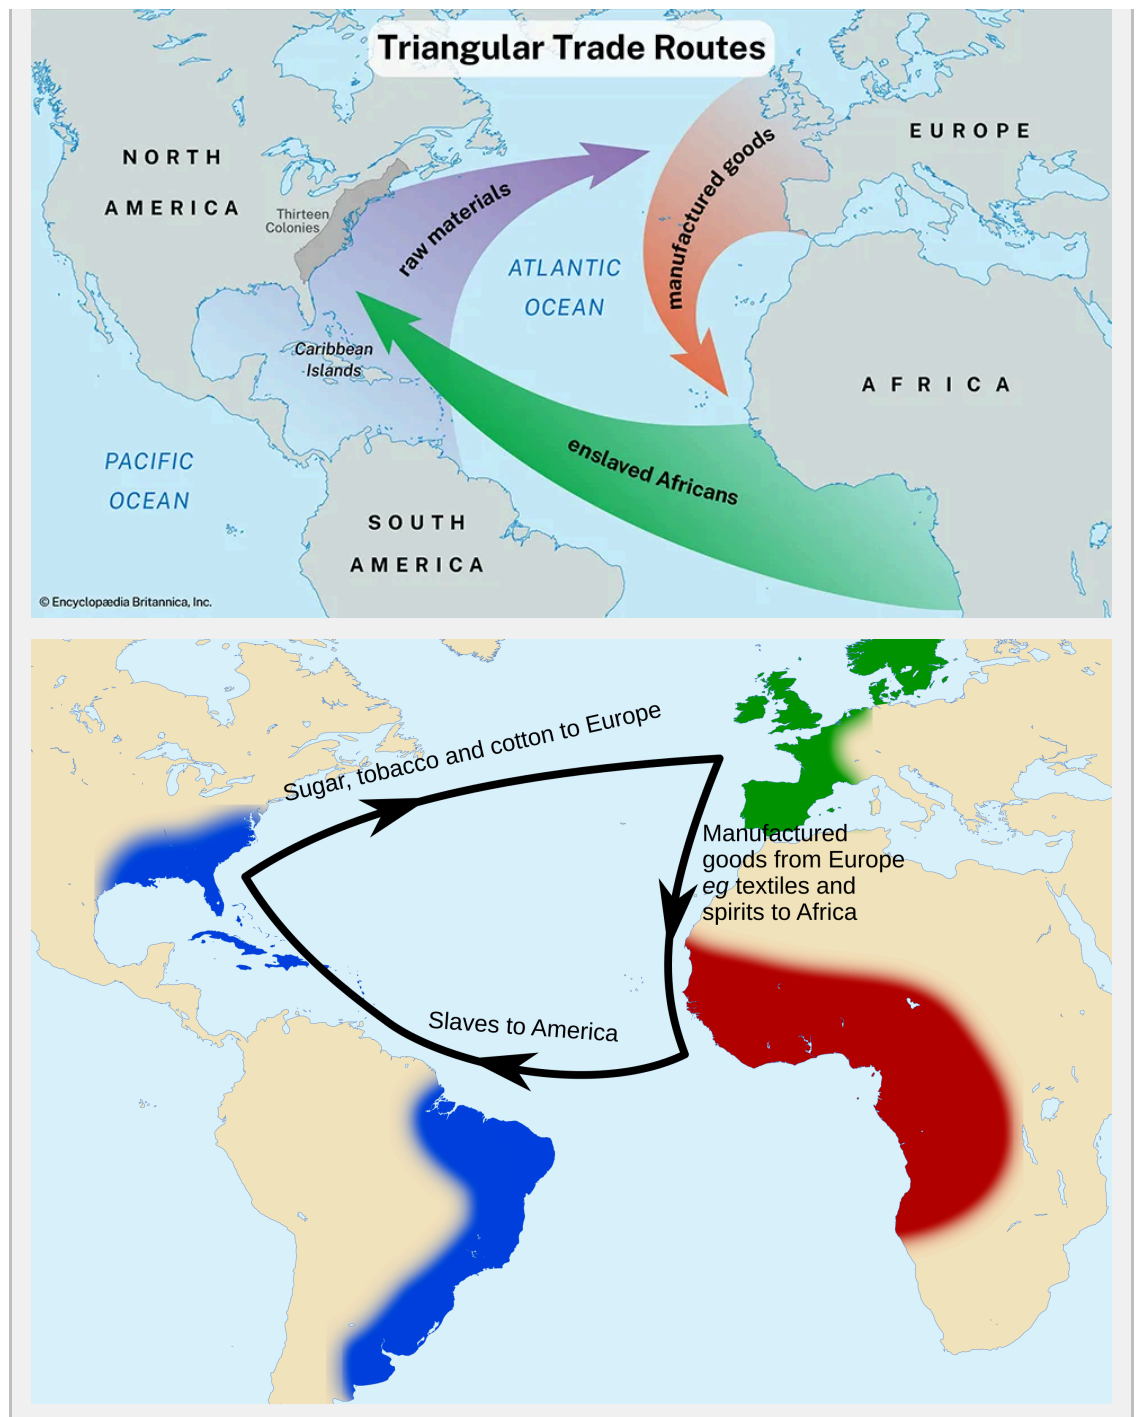 Triangular Trade Routes
NORTH
AMERICA
EUROPE
manufactured goods
raw materials
Thirteen
Colonies
ATLANTIC
OCEAN
Caribbean
Islands
AFRICA
enslaved Africans
PACIFIC
OCEAN
SOUTH
AMERICA
© Encyclopædia Britannica, Inc.
Sugar, tobacco and cotton to Europe
Manufactured
goods from Europe
eg textiles and
spirits to Africa
Slaves to America